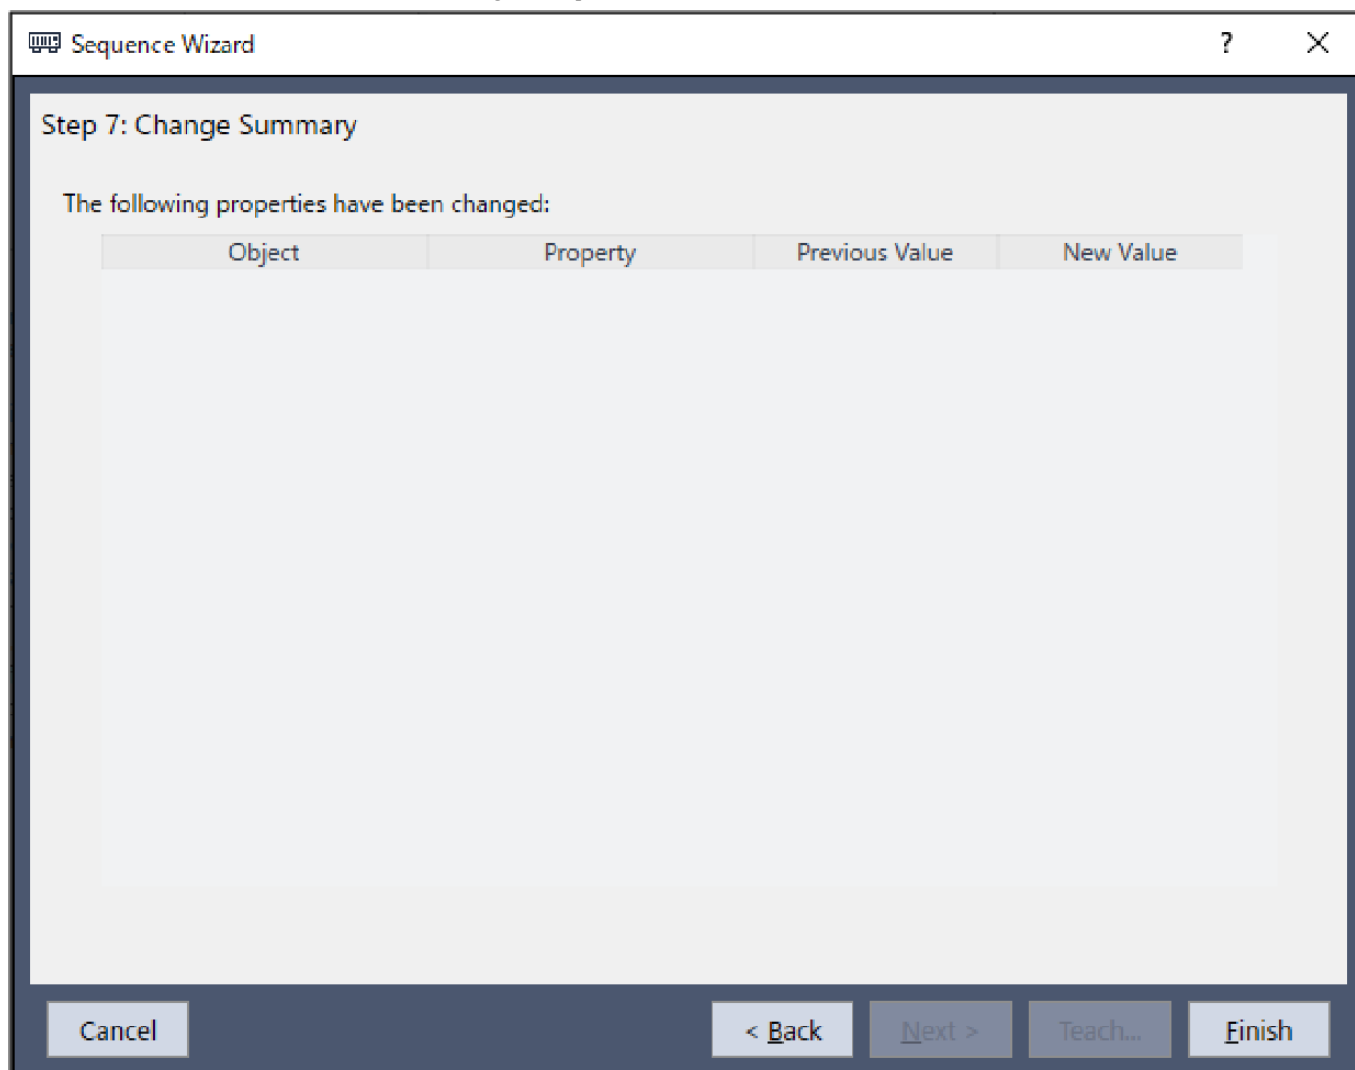 Sequence Wizard ?
Step 7: Change Summary
The following properties have been changed:
Object Property Previous Value New Value
Cancel < Back Next > Teach... Finish